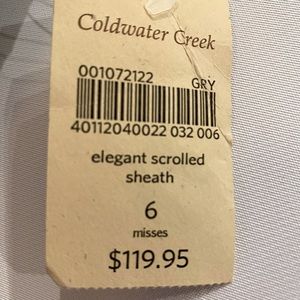 Coldwater Creek
001072122 GRY
40112040022 032 006
elegant scrolled
sheath
6
misses
$119.95